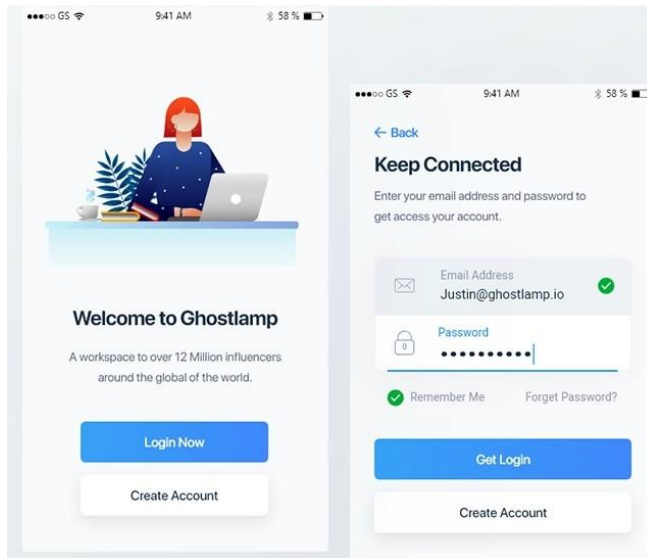 GS 9:41 AM 58 %
Welcome to Ghostlamp
A workspace to over 12 Million influencers
around the global of the world.
Login Now
Create Account
GS 9:41 AM 58 %
← Back
Keep Connected
Enter your email address and password to
get access your account.
Email Address
Justin@ghostlamp.io
Password
••••••••••
Remember Me Forget Password?
Get Login
Create Account